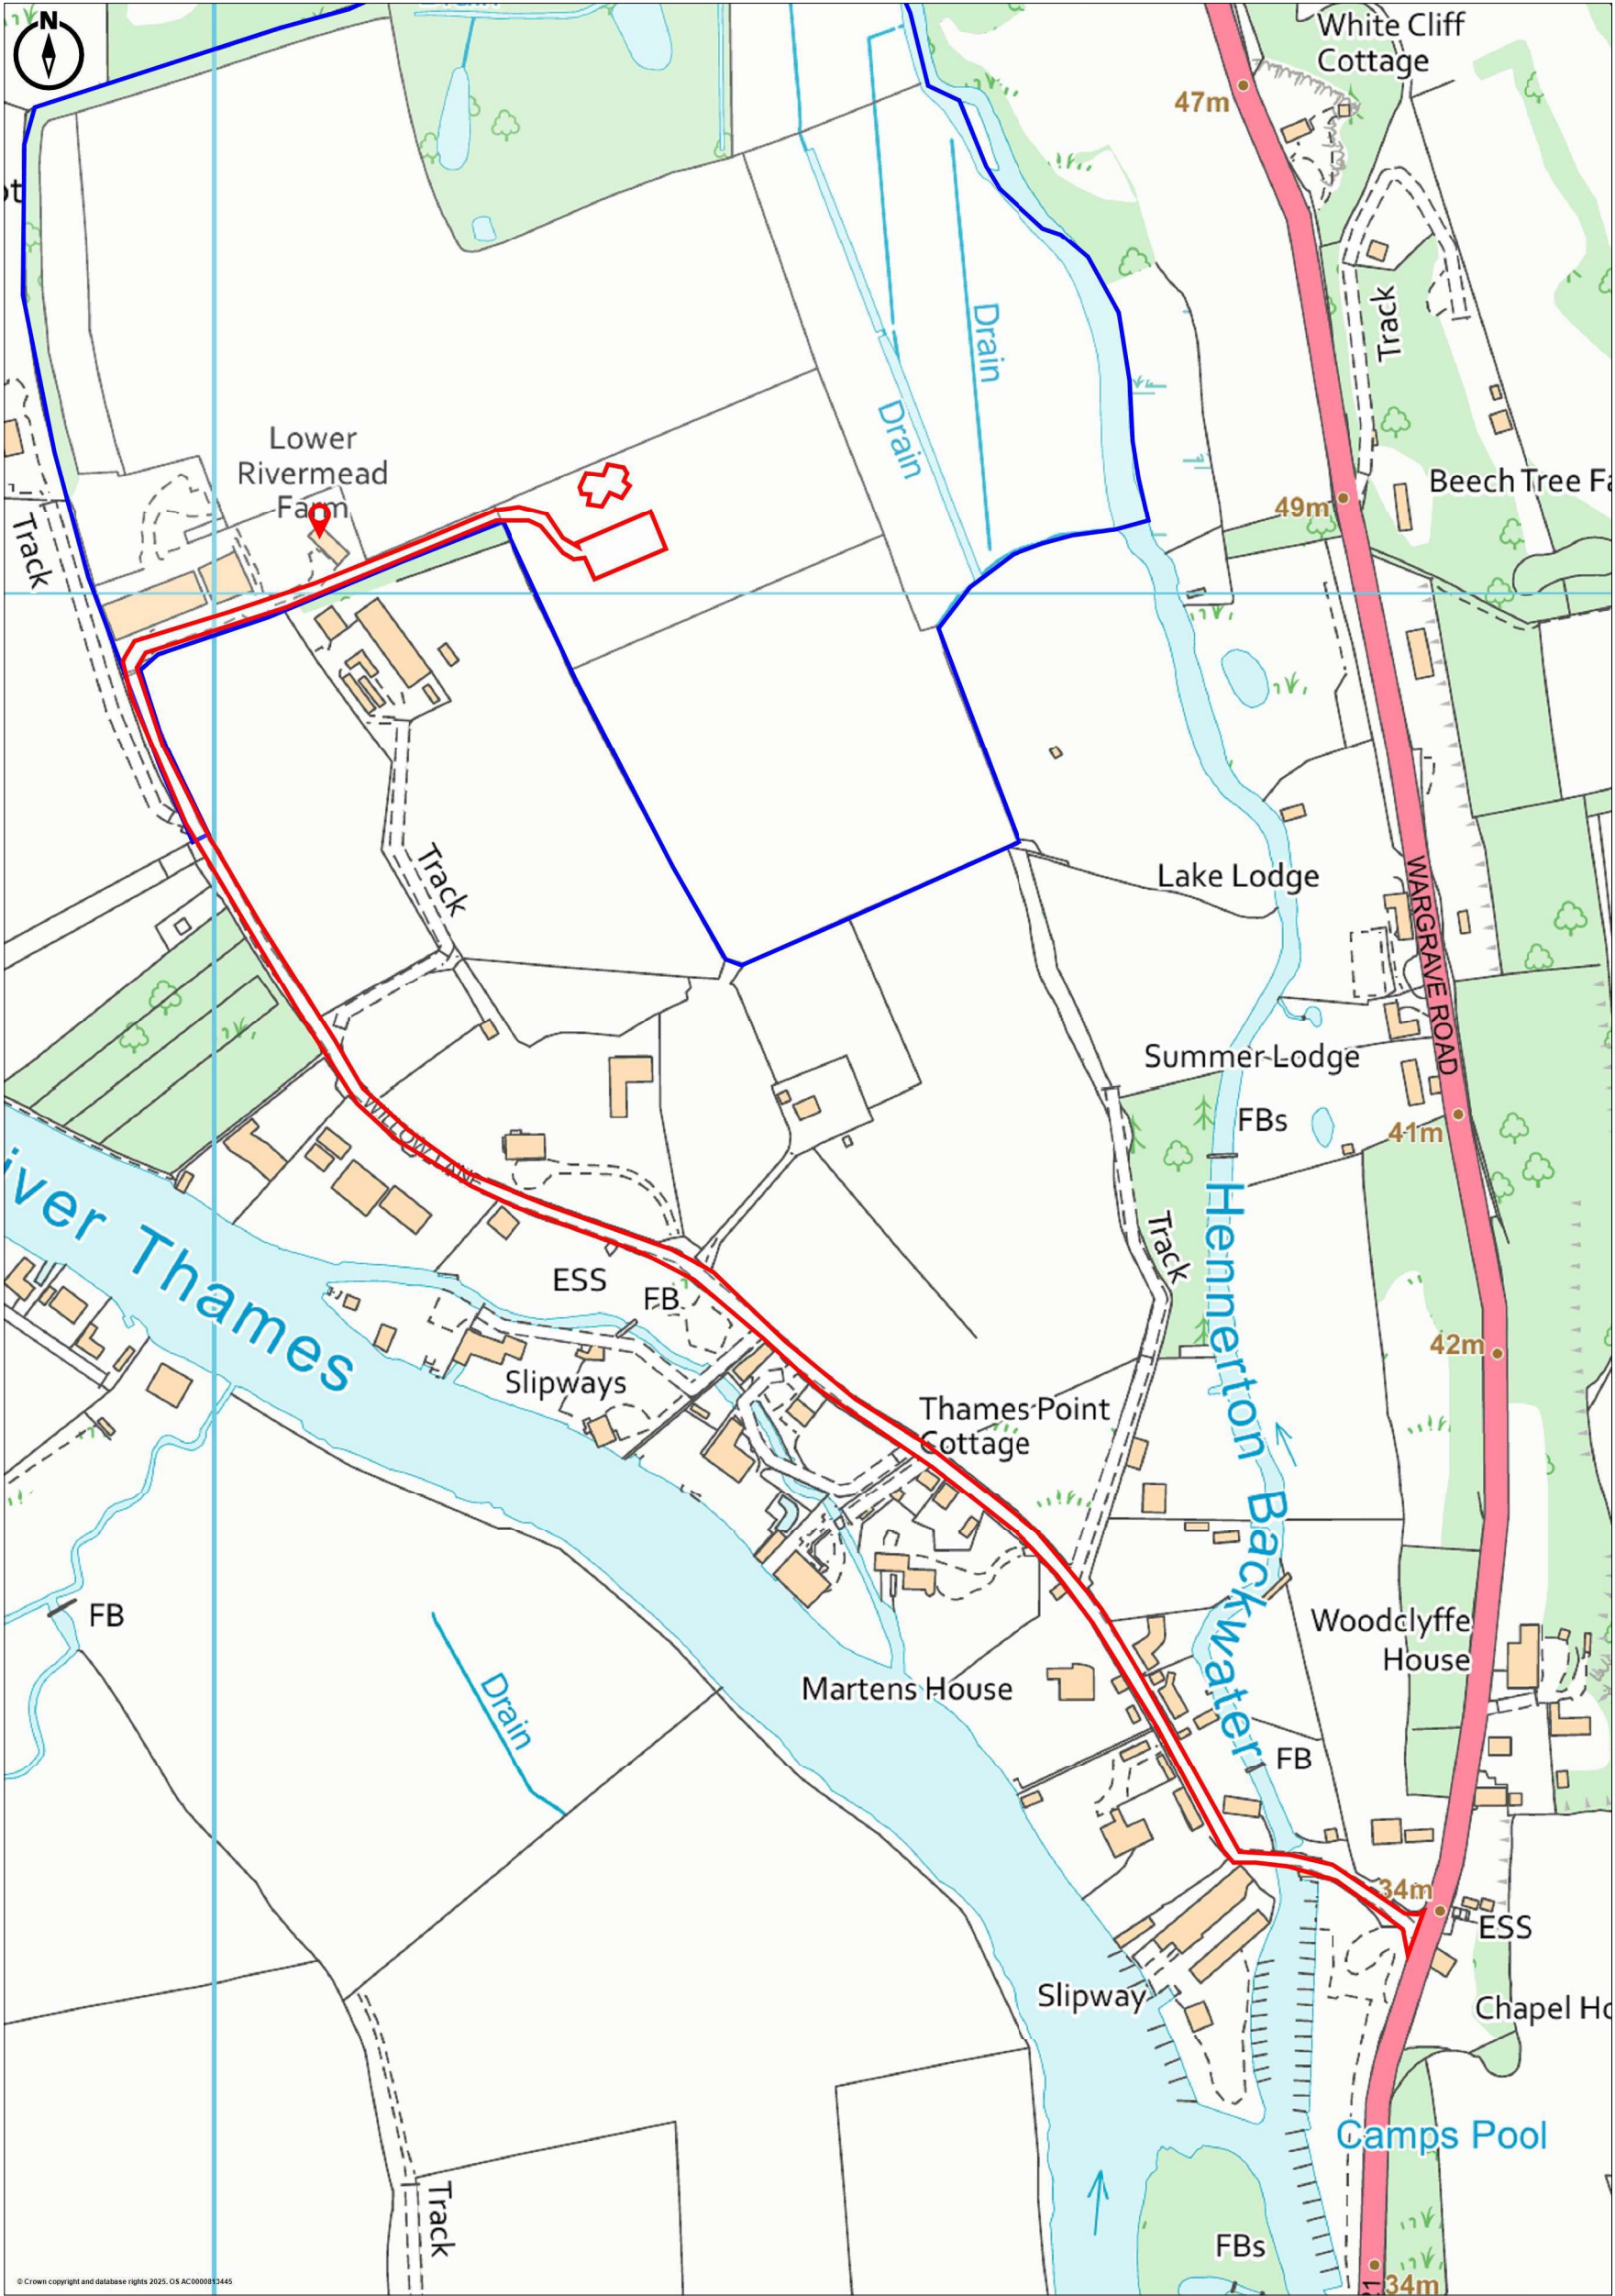 N
White Cliff
Cottage
47m
Track
Drain
Drain
Lower
Rivermead
Farm
Beech Tree
49m
Track
Track
Lake Lodge
WARGRAVE ROAD
Summer Lodge
FBs
41m
WILLOW LANE
Track
iver Thames
ESS
FB
Hennerton Backwater
42m
Slipways
Thames Point
Cottage
FB
Woodclyffe
House
Drain
Martens House
FB
34m
ESS
Slipway
Chapel
Camps Pool
Track
FBs
34m
© Crown copyright and database rights 2025. OS AC0000813445